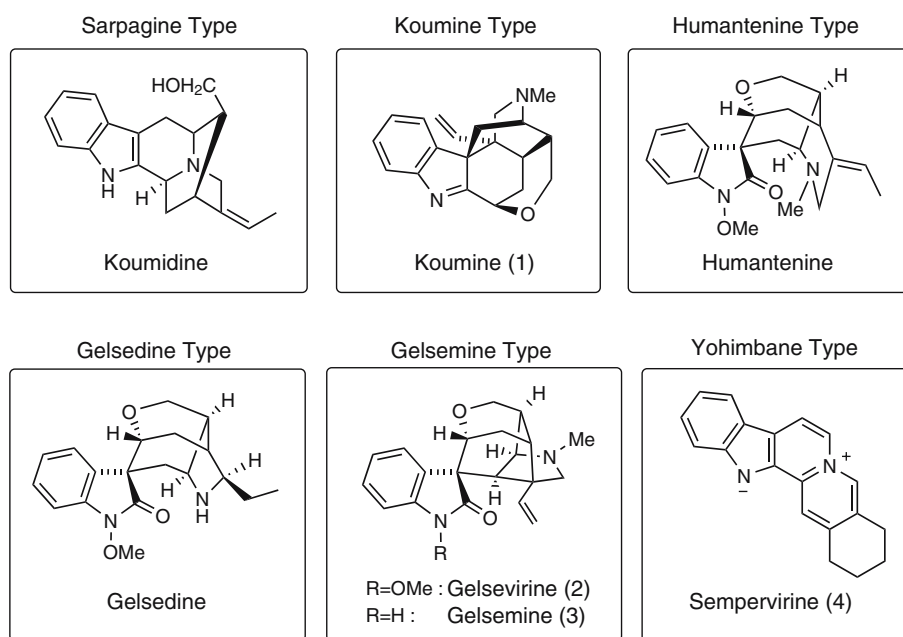 Sarpagine Type
Koumine Type
Humantenine Type
HOH2C
N
N
H
H
Koumidine
NMe
N
O
Koumine (1)
H
O
H
H
N
Me
O
N
OMe
Humantenine
Gelsedine Type
Gelsemine Type
Yohimbane Type
H
O
H
H
H
N
H
O
N
OMe
Gelsedine
H
O
H
H
N
Me
H
O
N
R
R=OMe : Gelsevirine (2)
R=H : Gelsemine (3)
N
+
N
−
Sempervirine (4)